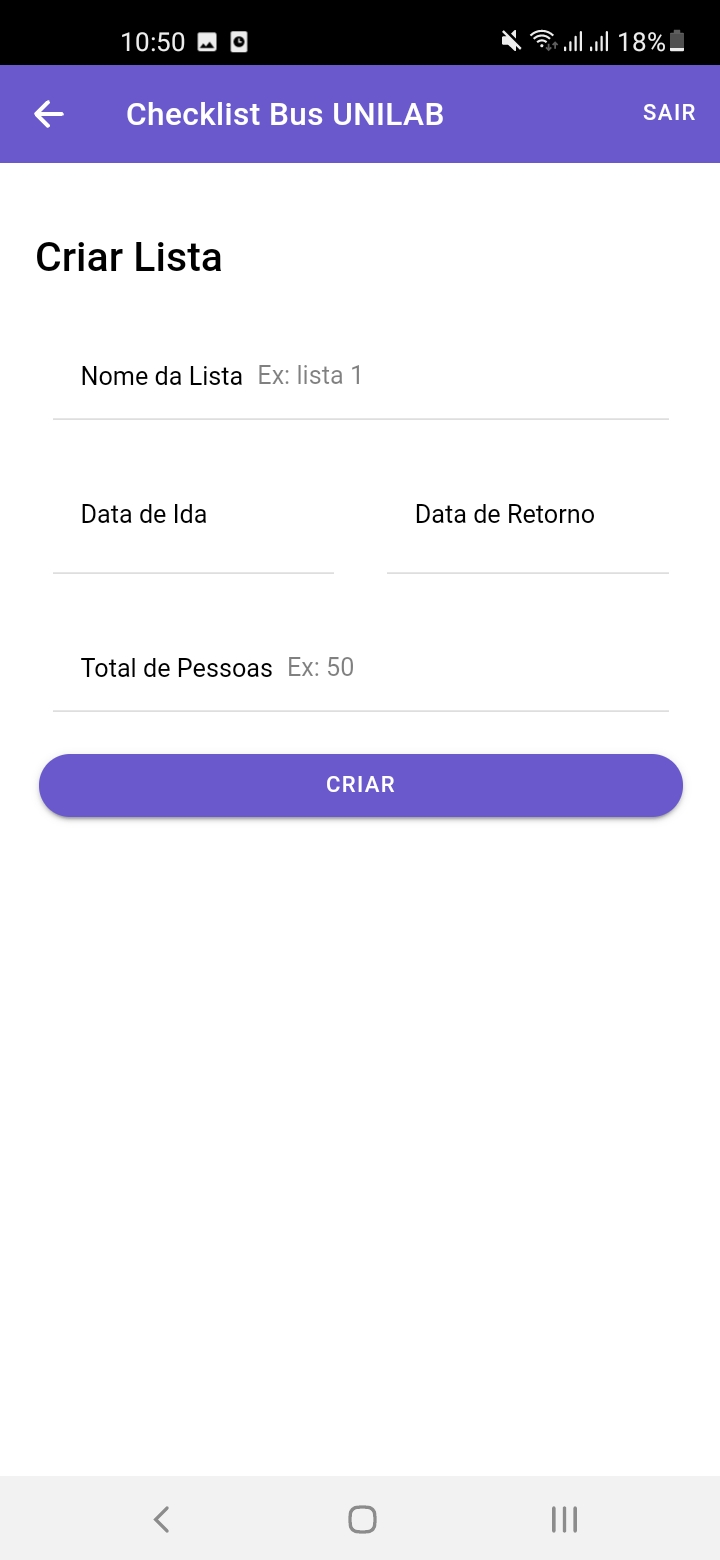 10:50 18%
Checklist Bus UNILAB SAIR
Criar Lista
Nome da Lista Ex: lista 1
Data de Ida Data de Retorno
Total de Pessoas Ex: 50
CRIAR